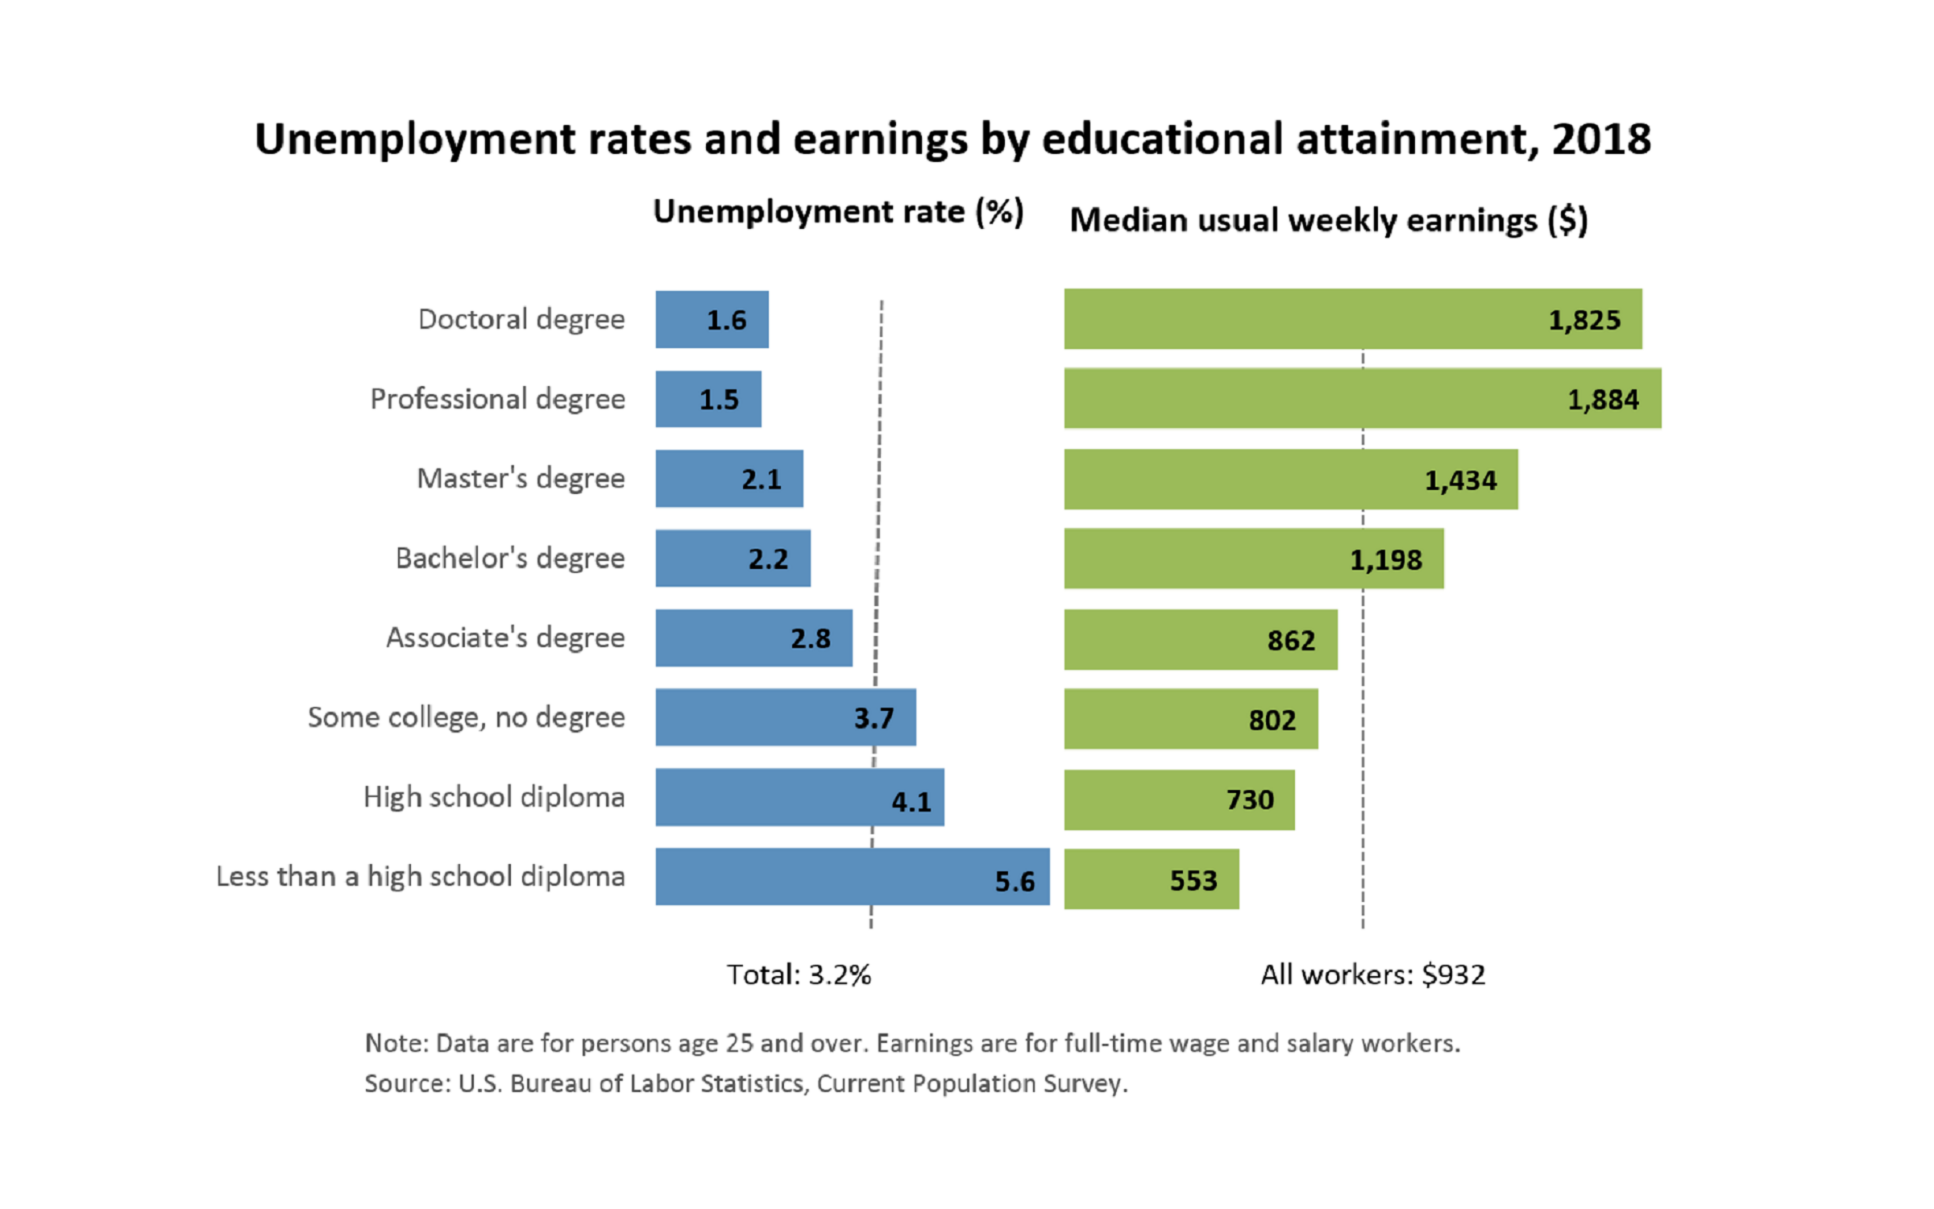 Unemployment rates and earnings by educational attainment, 2018
Unemployment rate (%) Median usual weekly earnings ($)
Doctoral degree 1.6 1,825
Professional degree 1.5 1,884
Master's degree 2.1 1,434
Bachelor's degree 2.2 1,198
Associate's degree 2.8 862
Some college, no degree 3.7 802
High school diploma 4.1 730
Less than a high school diploma 5.6 553
Total: 3.2% All workers: $932
Note: Data are for persons age 25 and over. Earnings are for full-time wage and salary workers.
Source: U.S. Bureau of Labor Statistics, Current Population Survey.